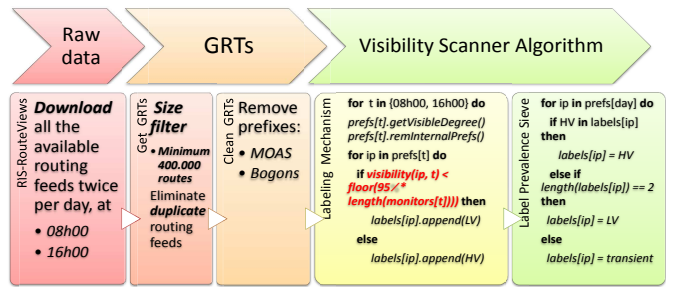 Raw
data
GRTs
Visibility Scanner Algorithm
RIS-RouteViews
Download
all the
available
routing
feeds twice
per day, at
• 08h00
• 16h00
Get GRTs
Size
filter
• Minimum
400.000
routes
Eliminate
duplicate
routing
feeds
Clean GRTs
Remove
prefixes:
• MOAS
• Bogons
Labeling Mechanism
for t in {08h00, 16h00} do
prefs[t].getVisibleDegree()
prefs[t].remInternalPrefs()
for ip in prefs[t] do
if visibility(ip, t) <
floor(95%*
length(monitors[t]))) then
labels[ip].append(LV)
else
labels[ip].append(HV)
Label Prevalence Sieve
for ip in prefs[day] do
if HV in labels[ip]
then
labels[ip] = HV
else if
length(labels[ip]) == 2
then
labels[ip] = LV
else
labels[ip] = transient